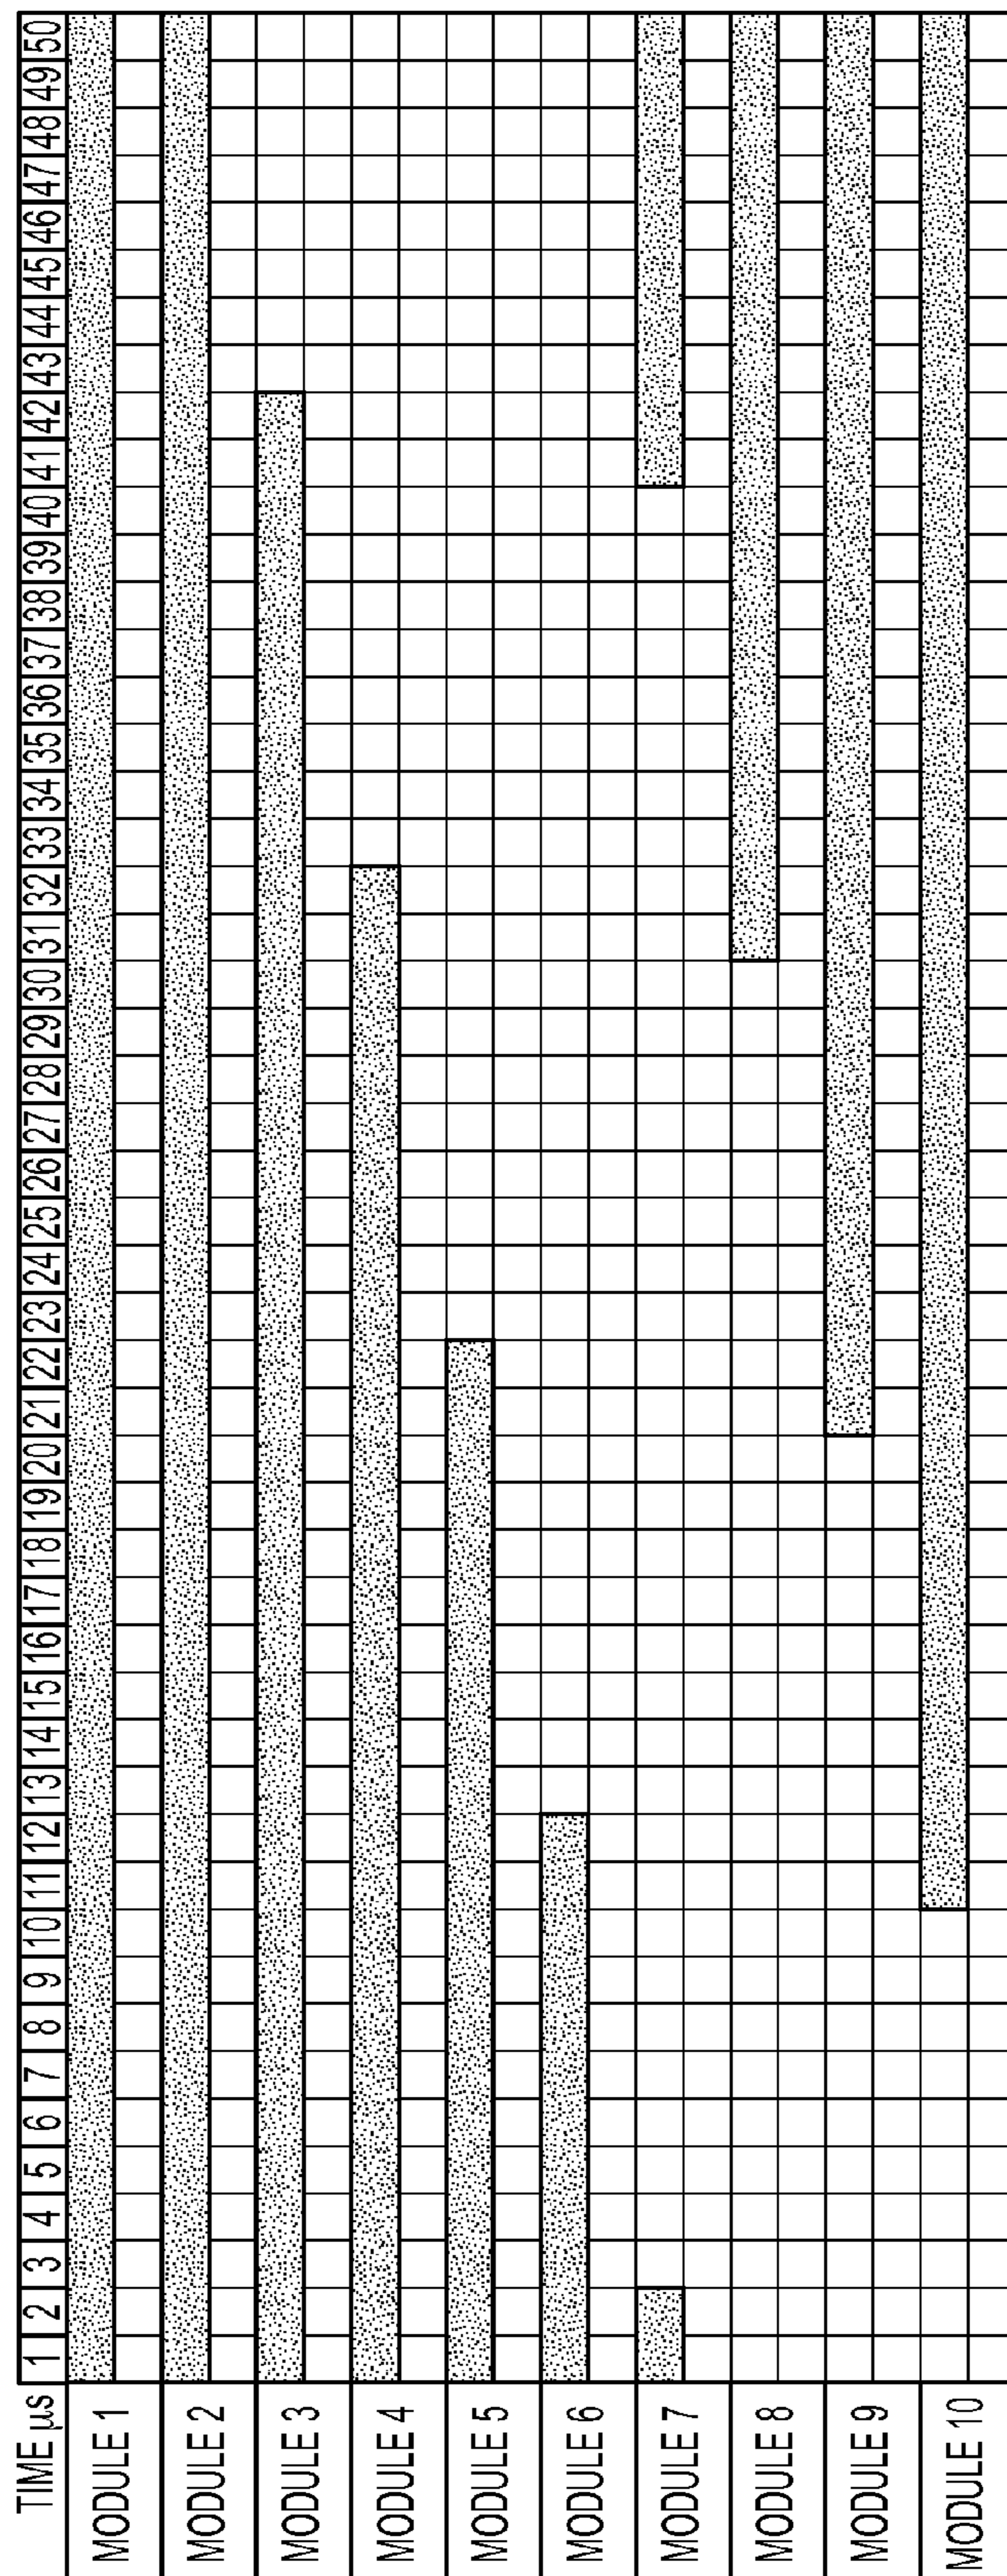 TIME µs 1 2 3 4 5 6 7 8 9 10 11 12 13 14 15 16 17 18 19 20 21 22 23 24 25 26 27 28 29 30 31 32 33 34 35 36 37 38 39 40 41 42 43 44 45 46 47 48 49 50
MODULE 1
MODULE 2
MODULE 3
MODULE 4
MODULE 5
MODULE 6
MODULE 7
MODULE 8
MODULE 9
MODULE 10